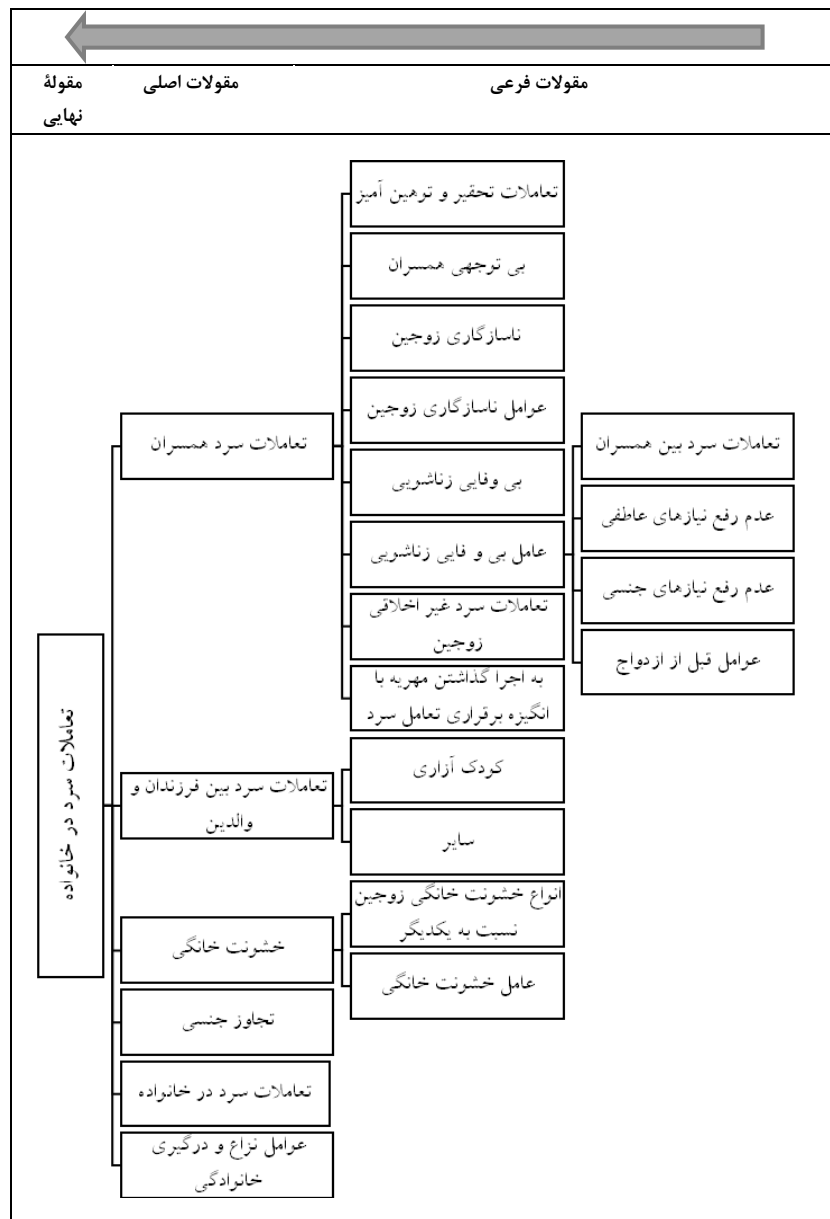 مقولات فرعی
مقولات اصلی
مقولهٔ
نهایی
تعاملات تحقیر و توهین آمیز
بی توجهی همسران
ناسازگاری زوجین
عوامل ناسازگاری زوجین
بی وفایی زناشویی
عامل بی و فایی زناشویی
تعاملات سرد غیر اخلاقی
زوجین
به اجرا گذاشتن مهریه با
انگیزه برقراری تعامل سرد
تعاملات سرد بین همسران
عدم رفع نیازهای عاطفی
عدم رفع نیازهای جنسی
عوامل قبل از ازدواج
تعاملات سرد همسران
کودک آزاری
سایر
تعاملات سرد بین فرزندان و
والدین
انراع خشونت خانگی زوجین
نسبت به یکدیگر
عامل خشونت خانگی
خشونت خانگی
تجاوز جنسی
تعاملات سرد در خانواده
عوامل نزاع و درگیری
خانوادگی
تعاملات سرد در خانواده